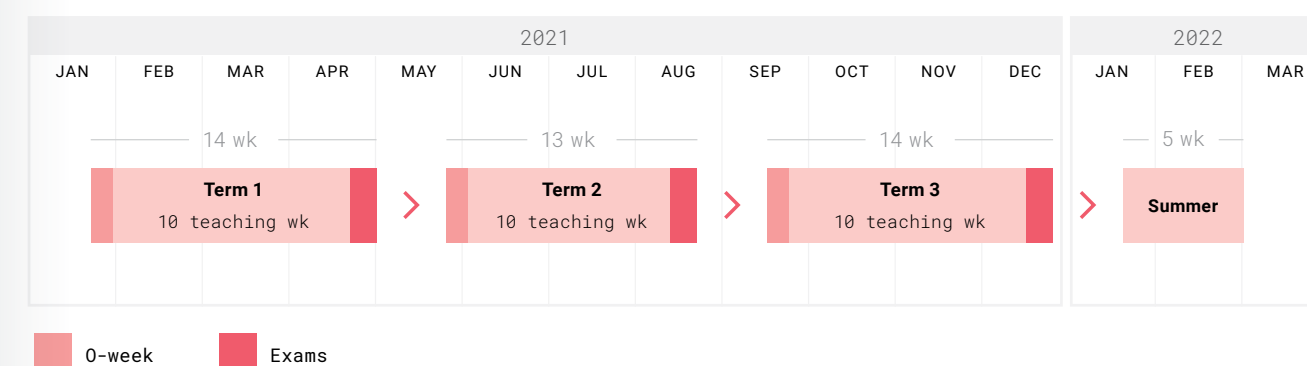 2021 2022
JAN FEB MAR APR MAY JUN JUL AUG SEP OCT NOV DEC JAN FEB MAR
14 wk 13 wk 14 wk 5 wk
Term 1 Term 2 Term 3 Summer
10 teaching wk 10 teaching wk 10 teaching wk
O-week Exams